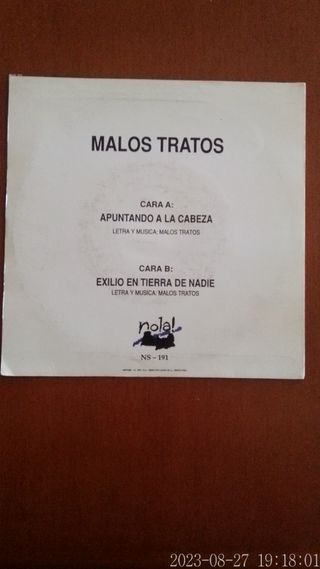 MALOS TRATOS
CARA A:
APUNTANDO A LA CABEZA
LETRA Y MUSICA: MALOS TRATOS
CARA B:
EXILIO EN TIERRA DE NADIE
LETRA Y MUSICA: MALOS TRATOS
nola!
NS - 191
2023-08-27 19:18:01